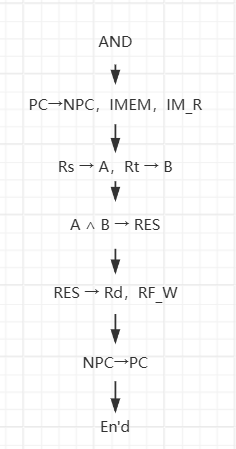 AND
PC→NPC, IMEM, IM_R
Rs → A, Rt → B
A ∧ B → RES
RES → Rd, RF_W
NPC→PC
En'd